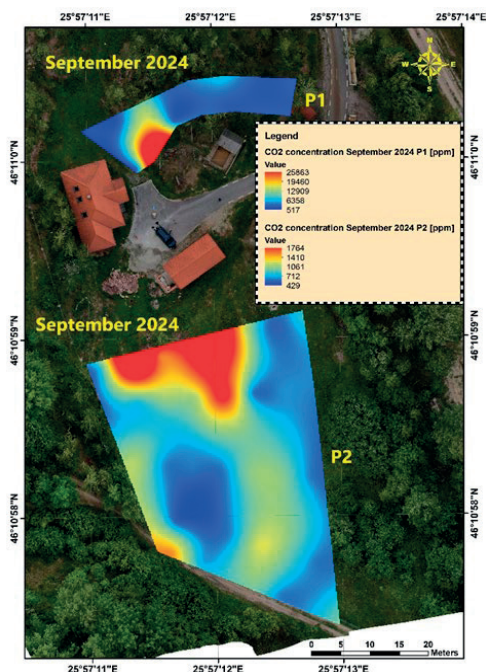 25°57'11"E 25°57'12"E 25°57'13"E 25°57'14"E
September 2024
N
W E
S
P1
Legend
CO2 concentration September 2024 P1 [ppm]
Value
25863
19460
12909
6358
517
CO2 concentration September 2024 P2 [ppm]
Value
1764
1410
1061
712
429
46°11'0"N 46°11'0"N
September 2024
46°10'59"N 46°10'59"N
P2
46°10'58"N 46°10'58"N
0 5 10 15 20
Meters
25°57'11"E 25°57'12"E 25°57'13"E